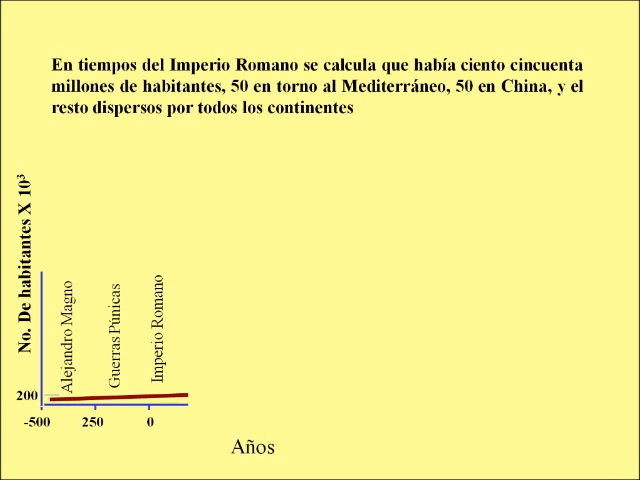 En tiempos del Imperio Romano se calcula que había ciento cincuenta
millones de habitantes, 50 en torno al Mediterráneo, 50 en China, y el
resto dispersos por todos los continentes
No. De habitantes X 10³
Alejandro Magno
Guerras Púnicas
Imperio Romano
200
-500 250 0
Años